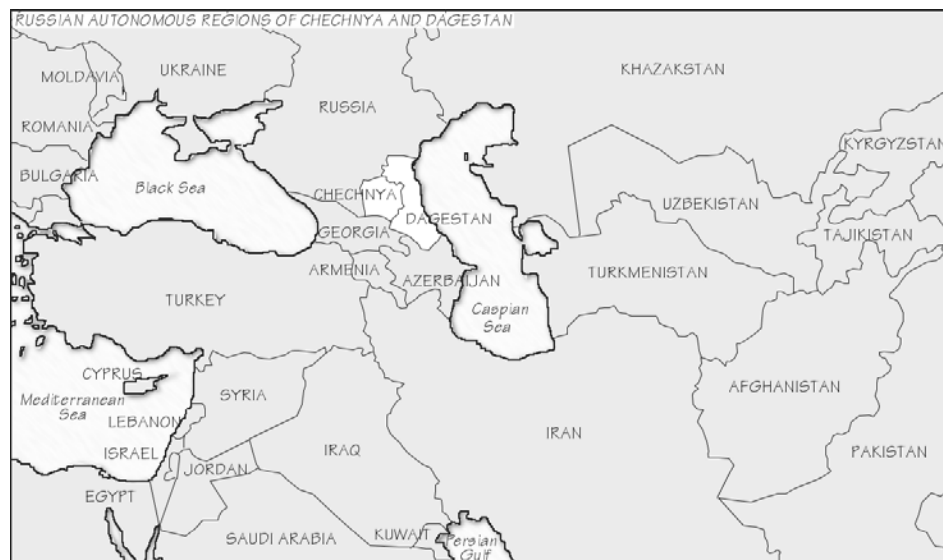 RUSSIAN AUTONOMOUS REGIONS OF CHECHNYA AND DAGESTAN
UKRAINE
KHAZAKSTAN
MOLDAVIA
RUSSIA
ROMANIA
KYRGYZSTAN
BULGARIA
Black Sea
CHECHNYA
UZBEKISTAN
DAGESTAN
GEORGIA
TAJIKISTAN
ARMENIA
AZERBAIJAN
TURKMENISTAN
TURKEY
Caspian
Sea
CYPRUS
SYRIA
AFGHANISTAN
Mediterranean
Sea
LEBANON
IRAN
ISRAEL
IRAQ
PAKISTAN
JORDAN
EGYPT
SAUDI ARABIA
KUWAIT
Persian
Gulf